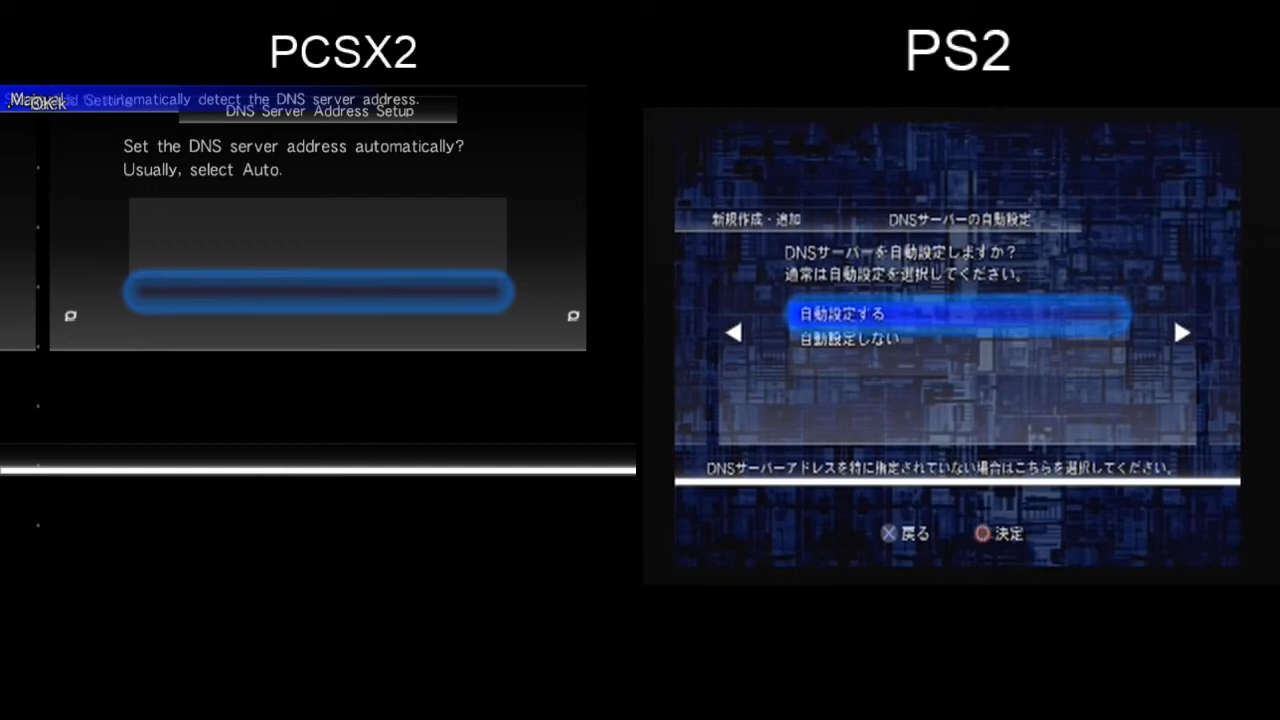 PCSX2
automatically detect the DNS server address.
DNS Server Address Setup
Set the DNS server address automatically?
Usually, select Auto.
PS2
新規作成・追加 DNSサーバーの自動設定
DNSサーバーを自動設定しますか?
通常は自動設定を選択してください。
自動設定する
自動設定しない
DNSサーバーアドレスを特に指定されていない場合はこちらを選択してください。
戻る 決定